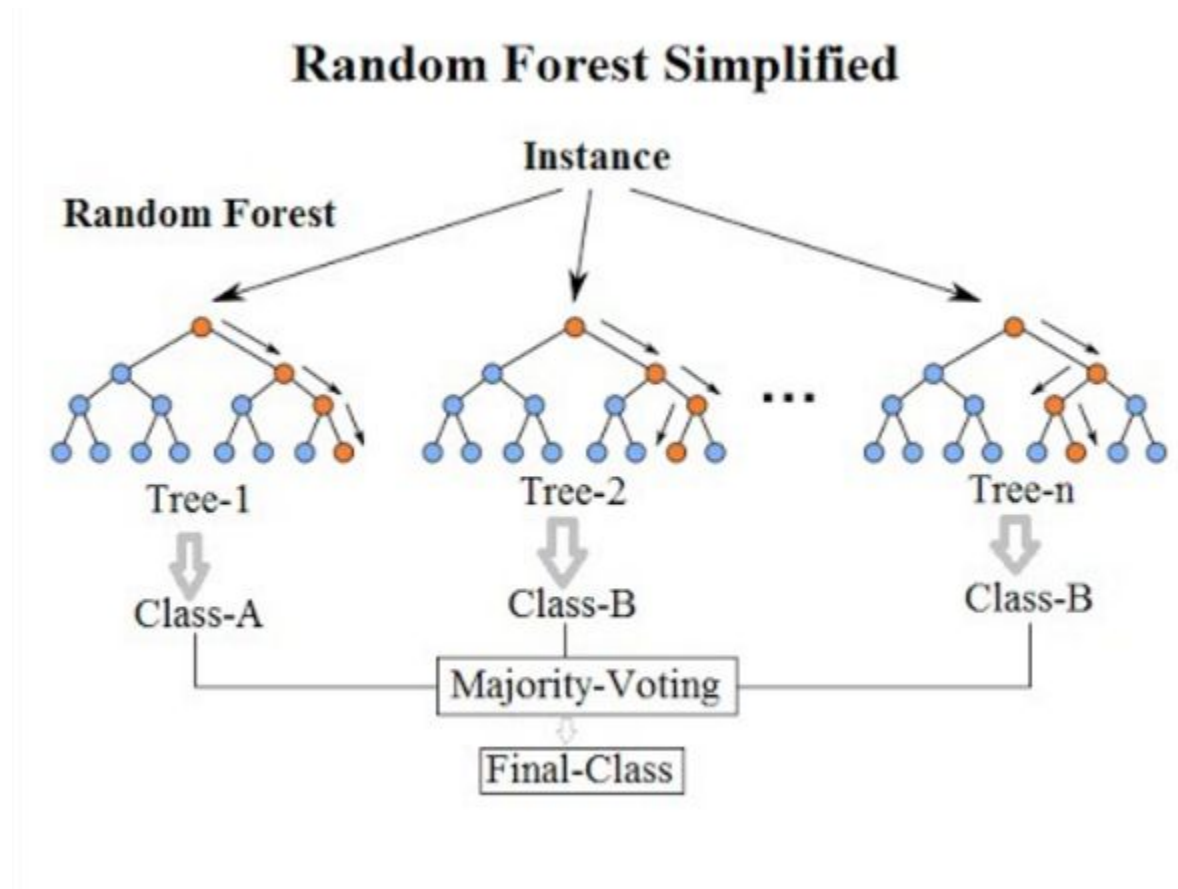 Random Forest Simplified
Instance
Random Forest
...
Tree-1
Tree-2
Tree-n
Class-A
Class-B
Class-B
Majority-Voting
Final-Class